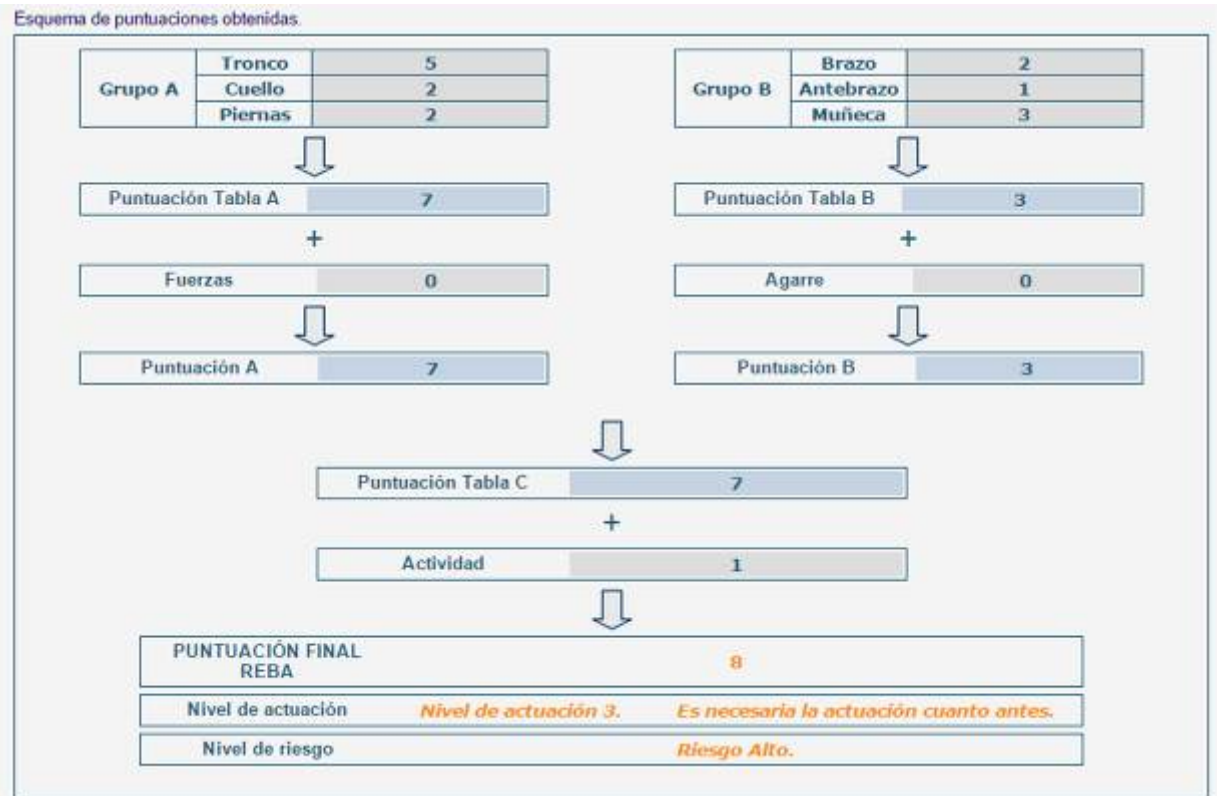 Esquema de puntuaciones obtenidas.
Grupo A
Tronco 5
Cuello 2
Piernas 2
Grupo B
Brazo 2
Antebrazo 1
Muñeca 3
Puntuación Tabla A 7
Puntuación Tabla B 3
+
+
Fuerzas 0
Agarre 0
Puntuación A 7
Puntuación B 3
Puntuación Tabla C 7
+
Actividad 1
PUNTUACIÓN FINAL
REBA
8
Nivel de actuación Nivel de actuación 3. Es necesaria la actuación cuanto antes.
Nivel de riesgo Riesgo Alto.